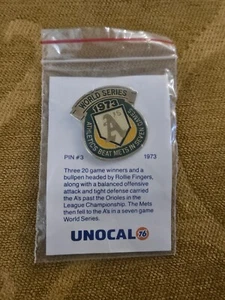 WORLD SERIES
1973
A's
ATHLETICS BEAT METS IN SEVEN GAMES
PIN #3 1973
Three 20 game winners and a
bullpen headed by Rollie Fingers,
along with a balanced offensive
attack and tight defense carried
the A's past the Orioles in the
League Championship. The Mets
then fell to the A's in a seven game
World Series.
UNOCAL 76